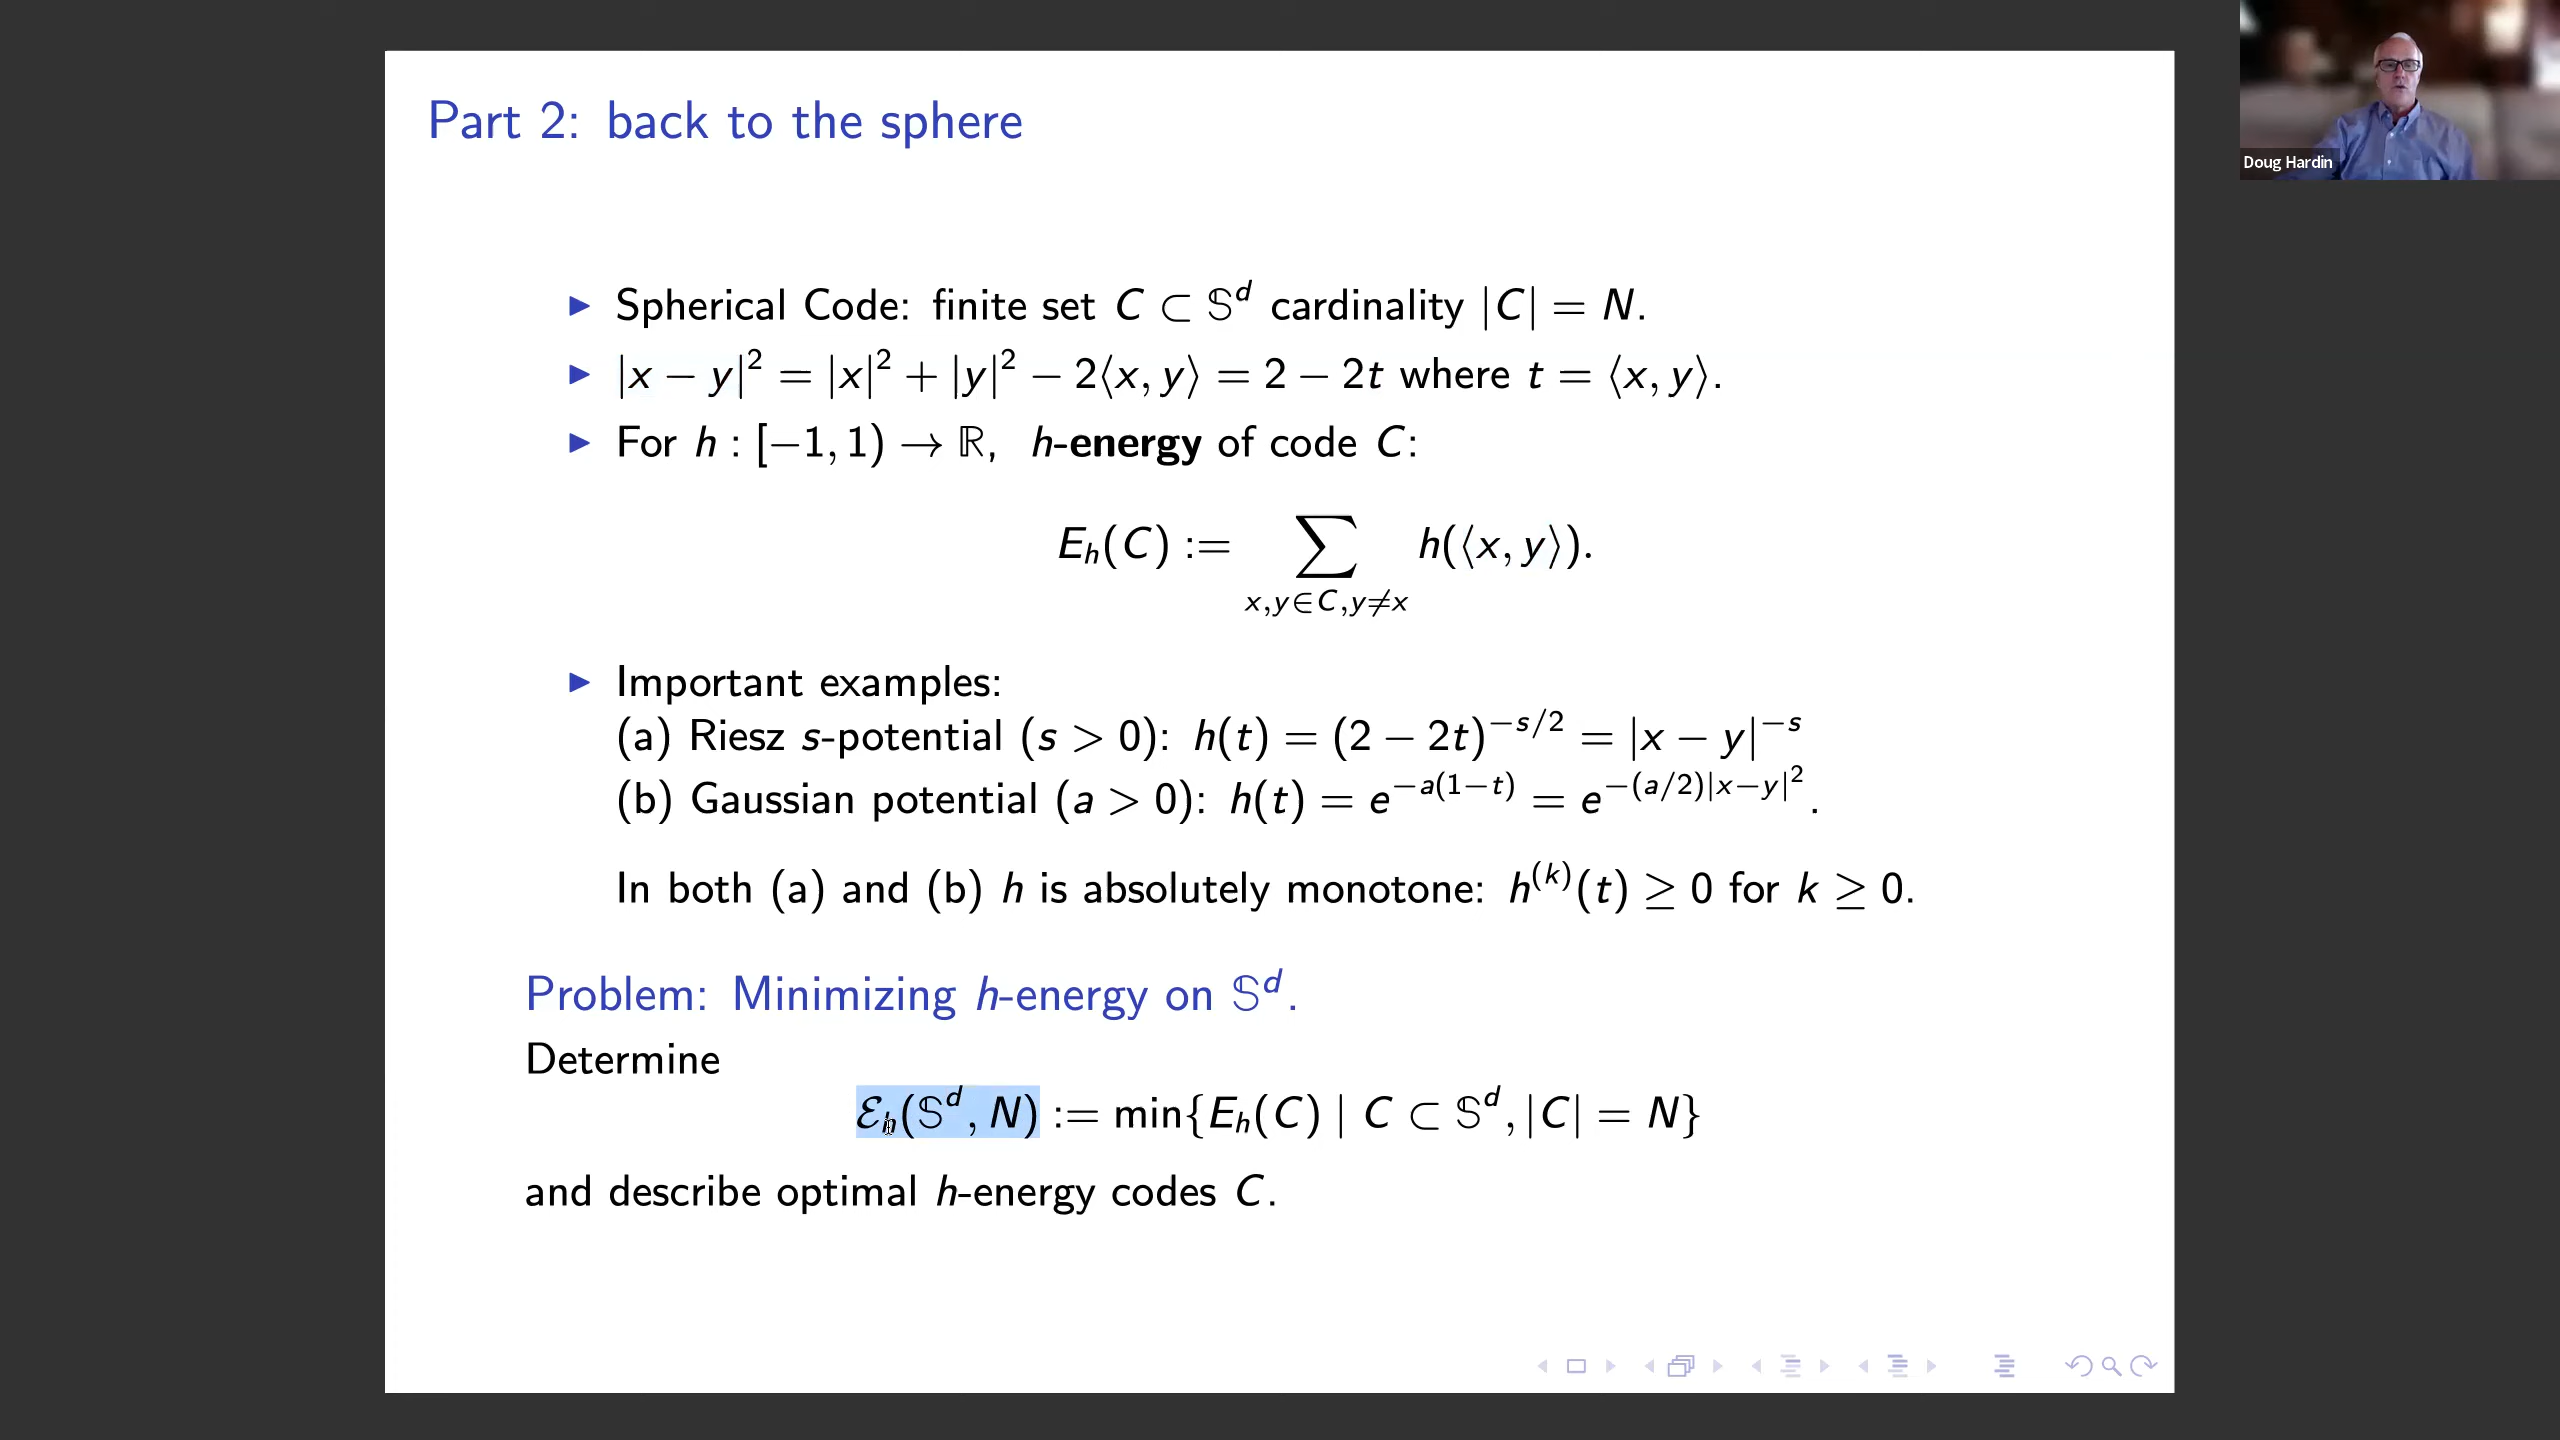 Part 2: back to the sphere
Doug Hardin
▶ Spherical Code: finite set C ⊂ 𝕊^d cardinality |C| = N.
▶ |x − y|^2 = |x|^2 + |y|^2 − 2⟨x, y⟩ = 2 − 2t where t = ⟨x, y⟩.
▶ For h : [−1, 1) → ℝ, h-energy of code C:
E_h(C) := ∑_{x,y∈C,y≠x} h(⟨x, y⟩).
▶ Important examples:
(a) Riesz s-potential (s > 0): h(t) = (2 − 2t)^{−s/2} = |x − y|^{−s}
(b) Gaussian potential (a > 0): h(t) = e^{−a(1−t)} = e^{−(a/2)|x−y|^2}.
In both (a) and (b) h is absolutely monotone: h^{(k)}(t) ≥ 0 for k ≥ 0.
Problem: Minimizing h-energy on 𝕊^d.
Determine
ℰ_h(𝕊^d, N) := min{E_h(C) | C ⊂ 𝕊^d, |C| = N}
and describe optimal h-energy codes C.